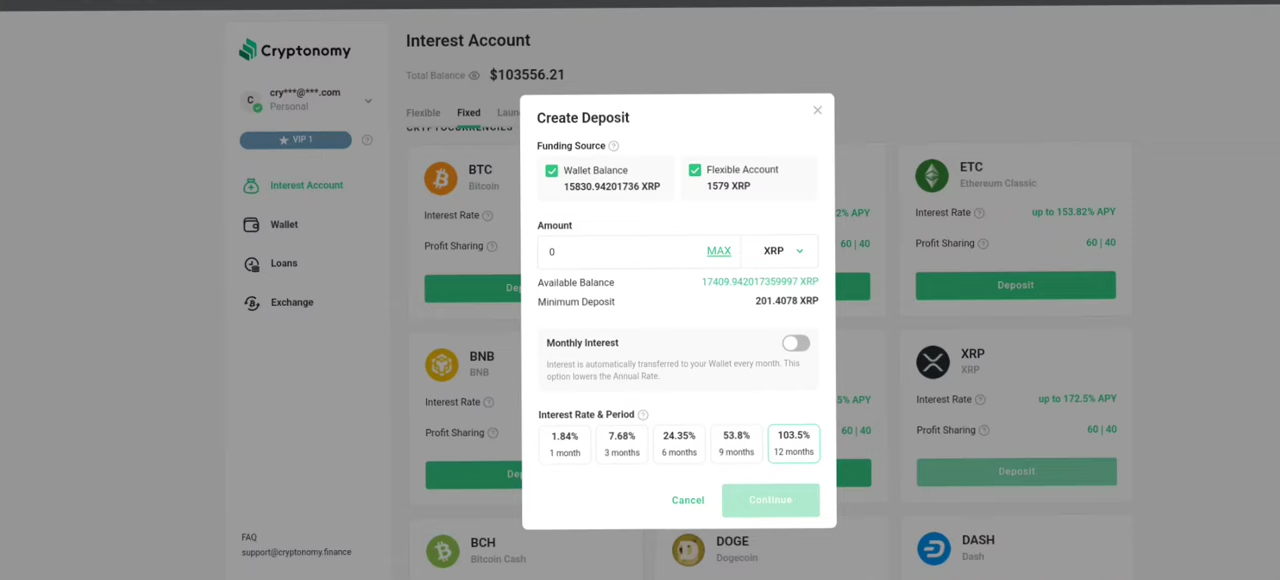 Cryptonomy
cry***@***.com
Personal
VIP 1
Interest Account
Wallet
Loans
Exchange
FAQ
support@cryptonomy.finance
Interest Account
Total Balance $103556.21
Flexible Fixed
CRYPTOCURRENCIES
BTC
Bitcoin
Interest Rate
Profit Sharing
2% APY
60 | 40
ETC
Ethereum Classic
Interest Rate up to 153.82% APY
Profit Sharing 60 | 40
Deposit
BNB
BNB
Interest Rate
Profit Sharing
5% APY
60 | 40
XRP
XRP
Interest Rate up to 172.5% APY
Profit Sharing 60 | 40
Deposit
BCH
Bitcoin Cash
DOGE
Dogecoin
DASH
Dash
Create Deposit
Funding Source
Wallet Balance
15830.94201736 XRP
Flexible Account
1579 XRP
Amount
0 MAX XRP
Available Balance 17409.942017359997 XRP
Minimum Deposit 201.4078 XRP
Monthly Interest
Interest is automatically transferred to your Wallet every month. This
option lowers the Annual Rate.
Interest Rate & Period
1.84% 7.68% 24.35% 53.8% 103.5%
1 month 3 months 6 months 9 months 12 months
Cancel Continue